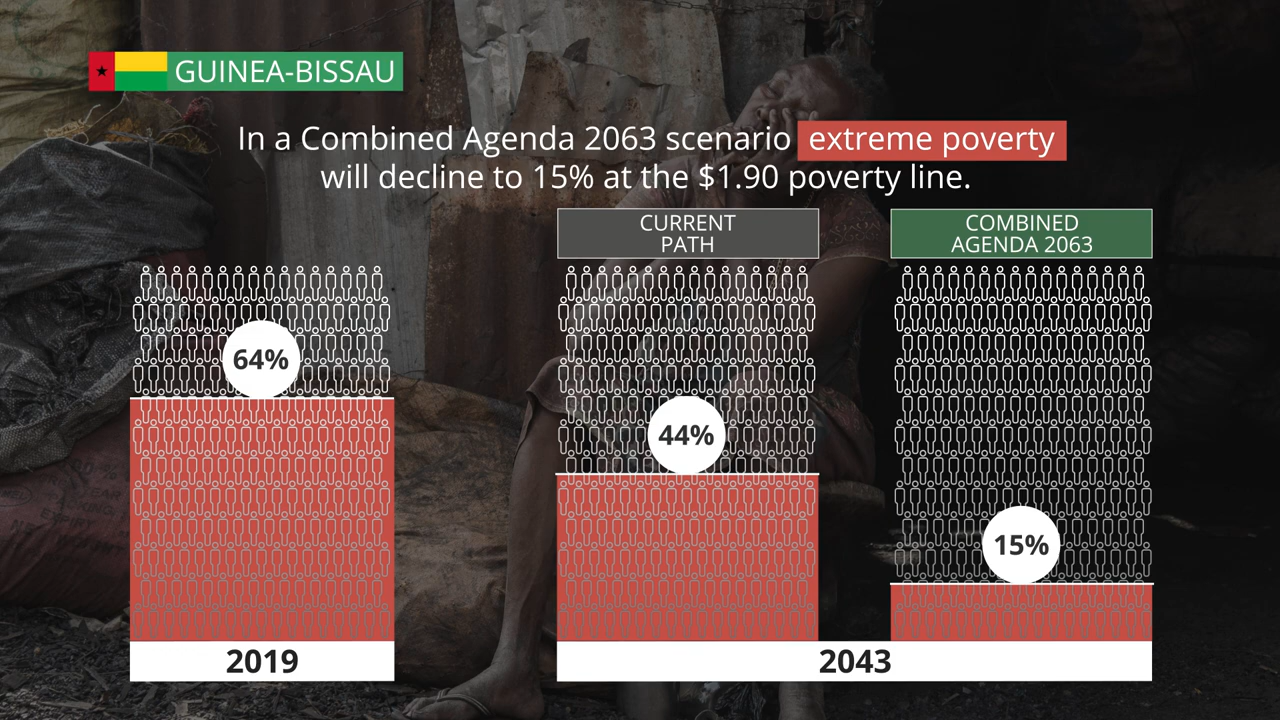 GUINEA-BISSAU
In a Combined Agenda 2063 scenario extreme poverty
will decline to 15% at the $1.90 poverty line.
CURRENT
PATH
COMBINED
AGENDA 2063
64%
44%
15%
2019
2043